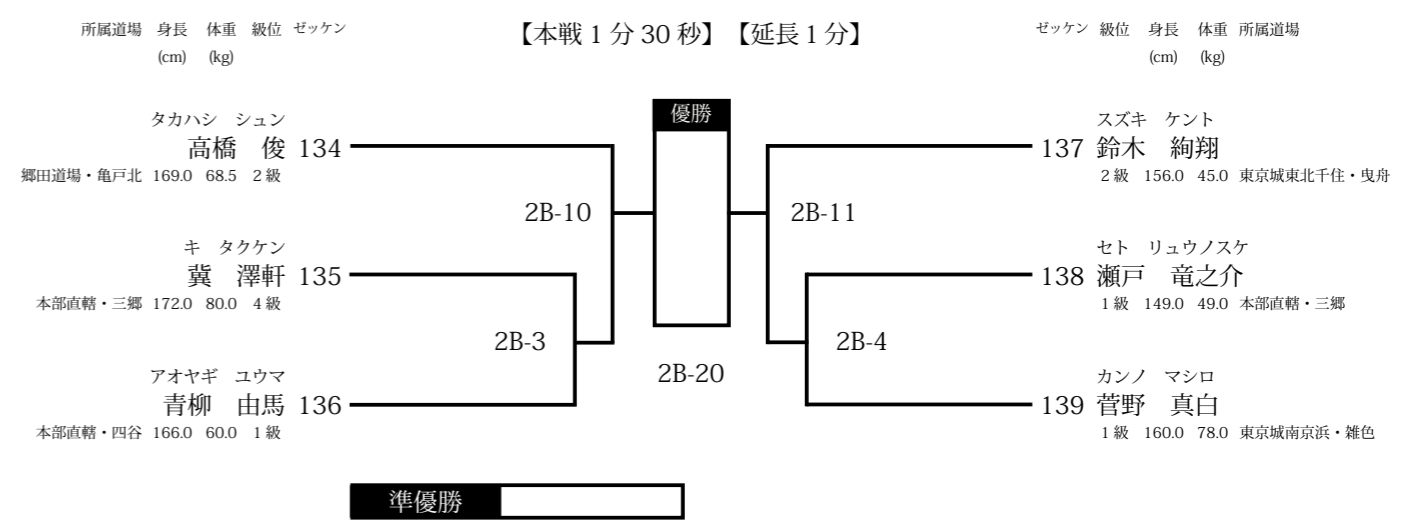 所属道場 身長 体重 級位 ゼッケン
(cm) (kg)
【本戦1分30秒】【延長1分】
ゼッケン 級位 身長 体重 所属道場
(cm) (kg)
優勝
タカハシ シュン
高橋 俊 134
郷田道場・亀戸北 169.0 68.5 2級
2B-10
キ タクケン
冀 澤軒 135
本部直轄・三郷 172.0 80.0 4級
2B-3
アオヤギ ユウマ
青柳 由馬 136
本部直轄・四谷 166.0 60.0 1級
2B-20
スズキ ケント
137 鈴木 絢翔
2級 156.0 45.0 東京城東北千住・曳舟
2B-11
セト リュウノスケ
138 瀬戸 竜之介
1級 149.0 49.0 本部直轄・三郷
2B-4
カンノ マシロ
139 菅野 真白
1級 160.0 78.0 東京城南京浜・雑色
準優勝